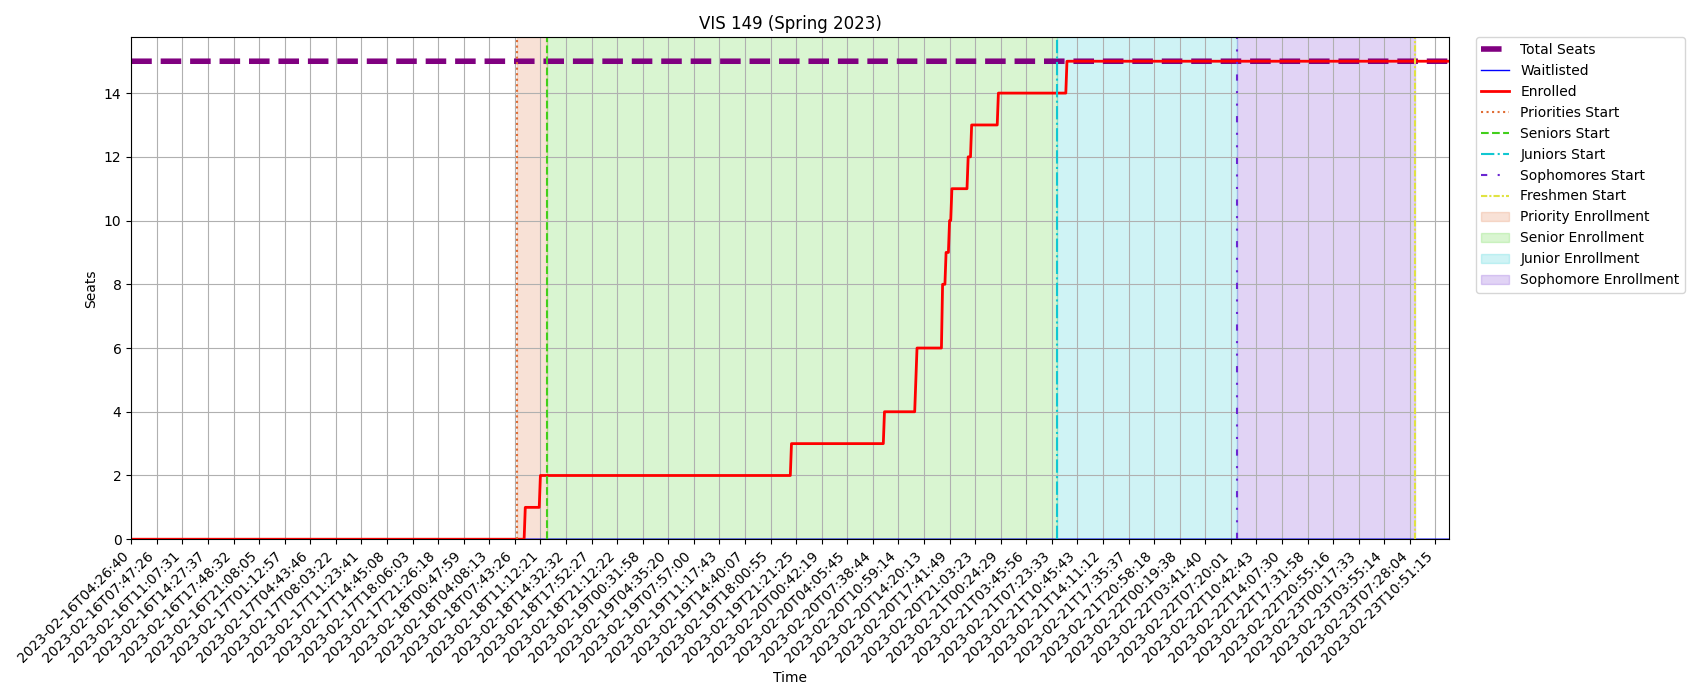 VIS 149 (Spring 2023)
Seats
0
2
4
6
8
10
12
14
2023-02-16T04:26:40
2023-02-16T07:47:26
2023-02-16T11:07:31
2023-02-16T14:27:37
2023-02-16T17:48:32
2023-02-16T21:08:05
2023-02-17T01:12:57
2023-02-17T04:43:46
2023-02-17T08:03:22
2023-02-17T11:23:41
2023-02-17T14:45:08
2023-02-17T18:06:03
2023-02-17T21:26:18
2023-02-18T00:47:59
2023-02-18T04:08:13
2023-02-18T07:43:26
2023-02-18T11:12:21
2023-02-18T14:32:32
2023-02-18T17:52:27
2023-02-18T21:12:22
2023-02-19T00:31:58
2023-02-19T04:35:20
2023-02-19T07:57:00
2023-02-19T11:17:43
2023-02-19T14:40:07
2023-02-19T18:00:55
2023-02-19T21:21:25
2023-02-20T00:42:19
2023-02-20T04:05:45
2023-02-20T07:38:44
2023-02-20T10:59:14
2023-02-20T14:20:13
2023-02-20T17:41:49
2023-02-20T21:03:23
2023-02-21T00:24:29
2023-02-21T03:45:56
2023-02-21T07:23:33
2023-02-21T10:45:43
2023-02-21T14:11:12
2023-02-21T17:35:37
2023-02-21T20:58:18
2023-02-22T00:19:38
2023-02-22T03:41:40
2023-02-22T07:20:01
2023-02-22T10:42:43
2023-02-22T14:07:30
2023-02-22T17:31:58
2023-02-22T20:55:16
2023-02-23T00:17:33
2023-02-23T03:55:14
2023-02-23T07:28:04
2023-02-23T10:51:15
Time
Total Seats
Waitlisted
Enrolled
Priorities Start
Seniors Start
Juniors Start
Sophomores Start
Freshmen Start
Priority Enrollment
Senior Enrollment
Junior Enrollment
Sophomore Enrollment